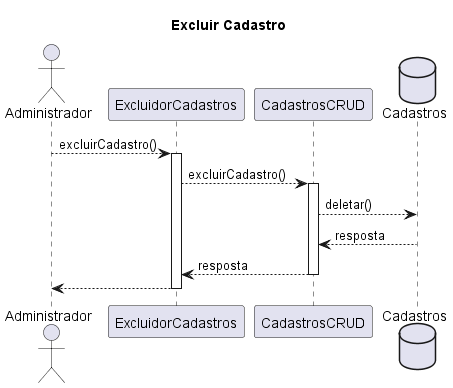 Excluir Cadastro
Administrador
ExcluidorCadastros
CadastrosCRUD
Cadastros
excluirCadastro()
excluirCadastro()
deletar()
resposta
resposta
Administrador
ExcluidorCadastros
CadastrosCRUD
Cadastros